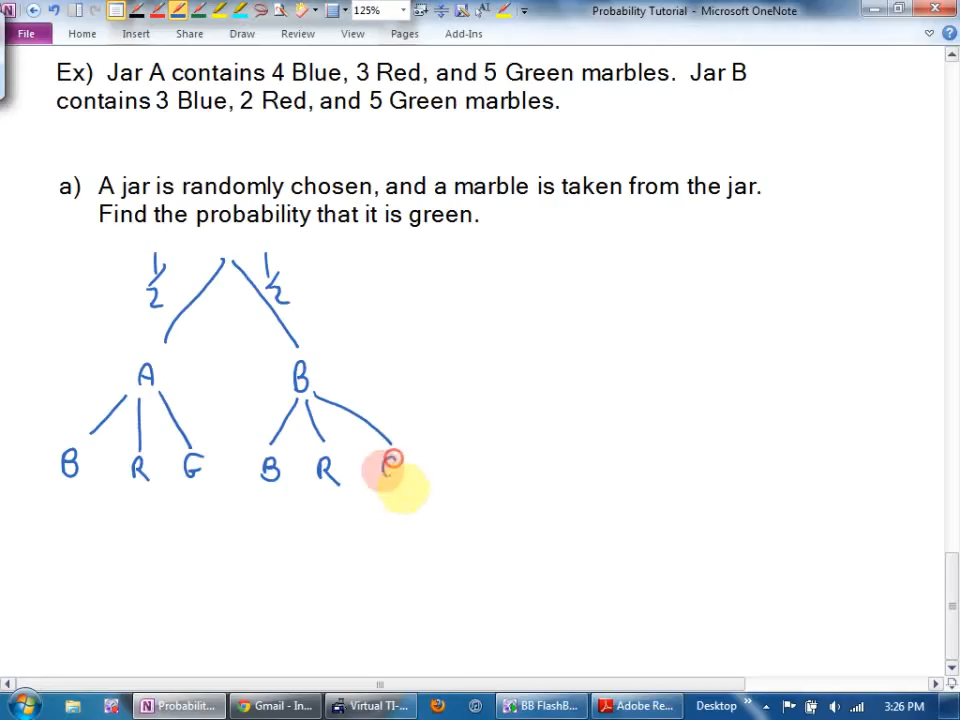 125%
Probability Tutorial - Microsoft OneNote
File Home Insert Share Draw Review View Pages Add-Ins
Ex) Jar A contains 4 Blue, 3 Red, and 5 Green marbles. Jar B
contains 3 Blue, 2 Red, and 5 Green marbles.
a) A jar is randomly chosen, and a marble is taken from the jar.
Find the probability that it is green.
1/2 1/2
A B
B R G B R
Probabilit... Gmail - In... Virtual TI-... BB FlashB... Adobe Re... Desktop » 3:26 PM